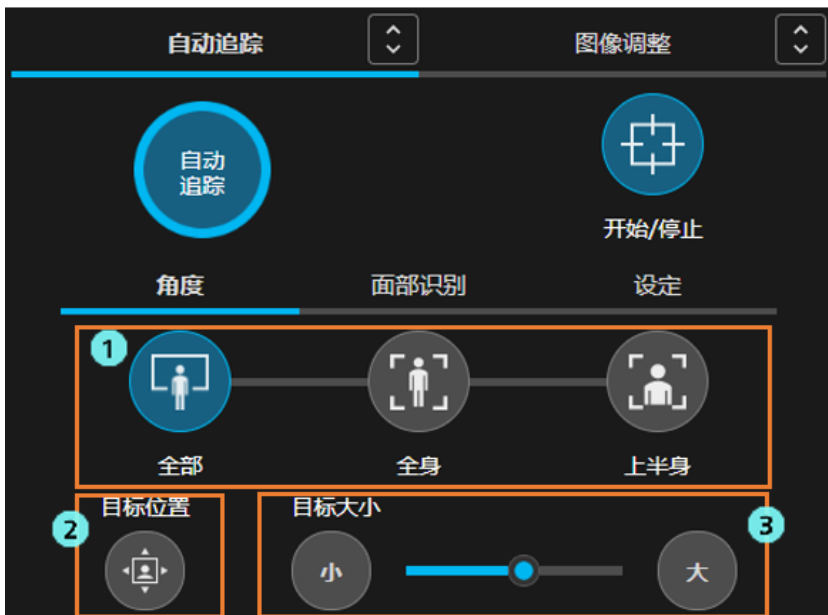 自动追踪
图像调整
自动
追踪
开始/停止
角度
面部识别
设定
1
全部
全身
上半身
目标位置
目标大小
2
3
小
大